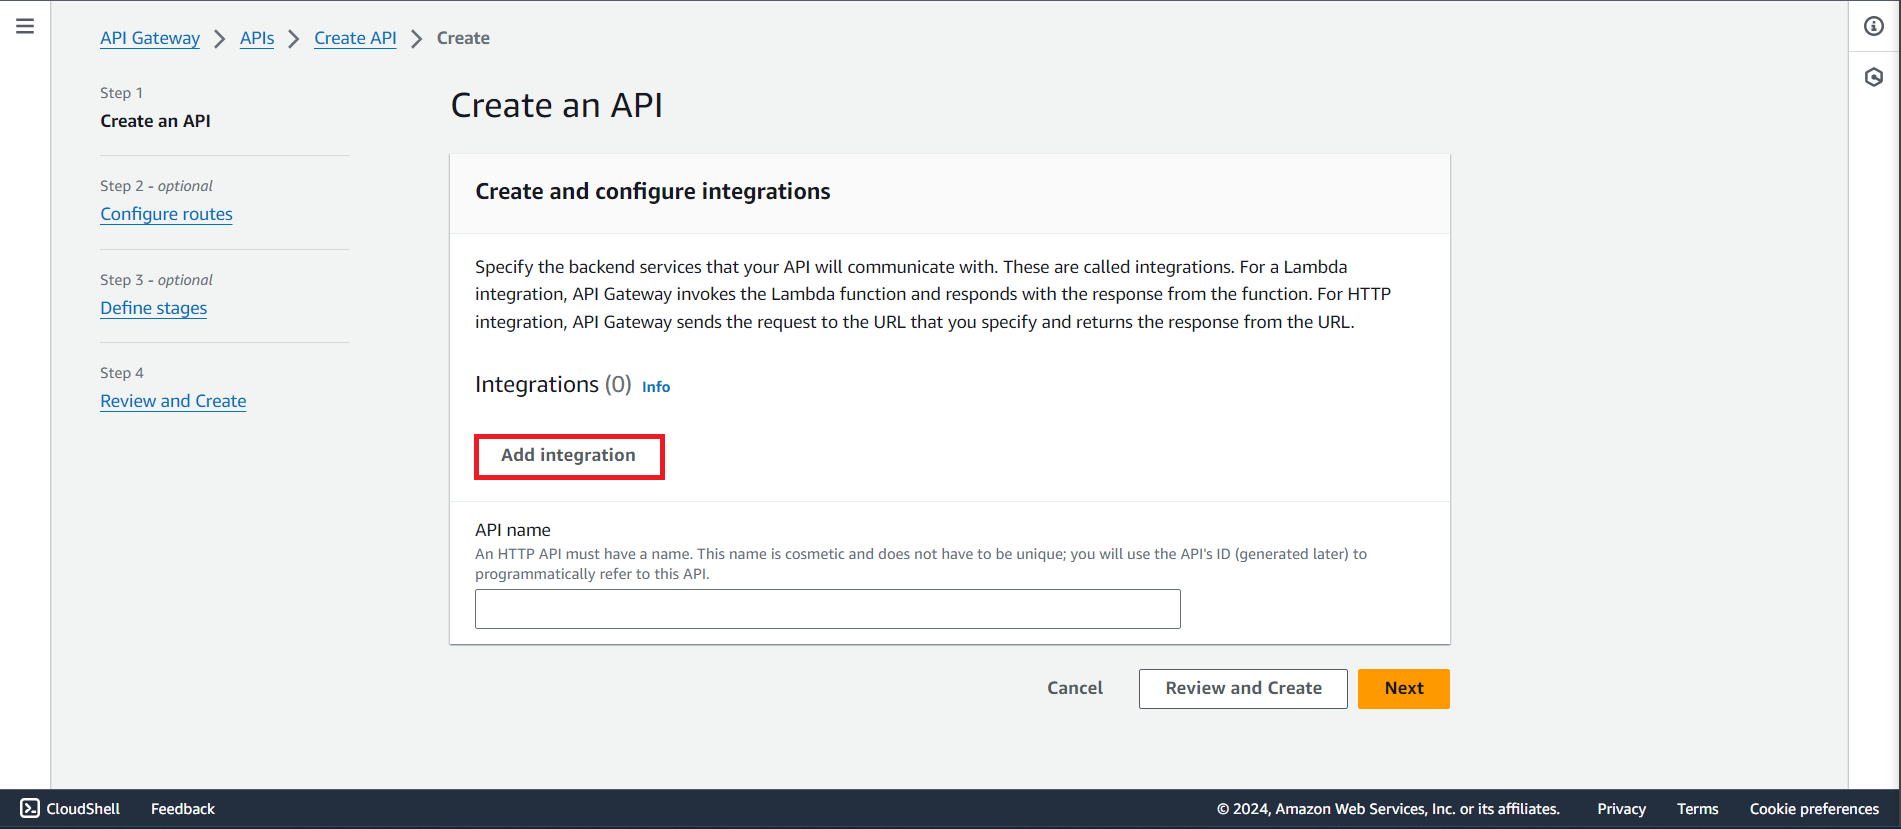 API Gateway > APIs > Create API > Create
Step 1
Create an API
Step 2 - optional
Configure routes
Step 3 - optional
Define stages
Step 4
Review and Create
Create an API
Create and configure integrations
Specify the backend services that your API will communicate with. These are called integrations. For a Lambda
integration, API Gateway invokes the Lambda function and responds with the response from the function. For HTTP
integration, API Gateway sends the request to the URL that you specify and returns the response from the URL.
Integrations (0) Info
Add integration
API name
An HTTP API must have a name. This name is cosmetic and does not have to be unique; you will use the API's ID (generated later) to
programmatically refer to this API.
Cancel Review and Create Next
CloudShell Feedback © 2024, Amazon Web Services, Inc. or its affiliates. Privacy Terms Cookie preferences